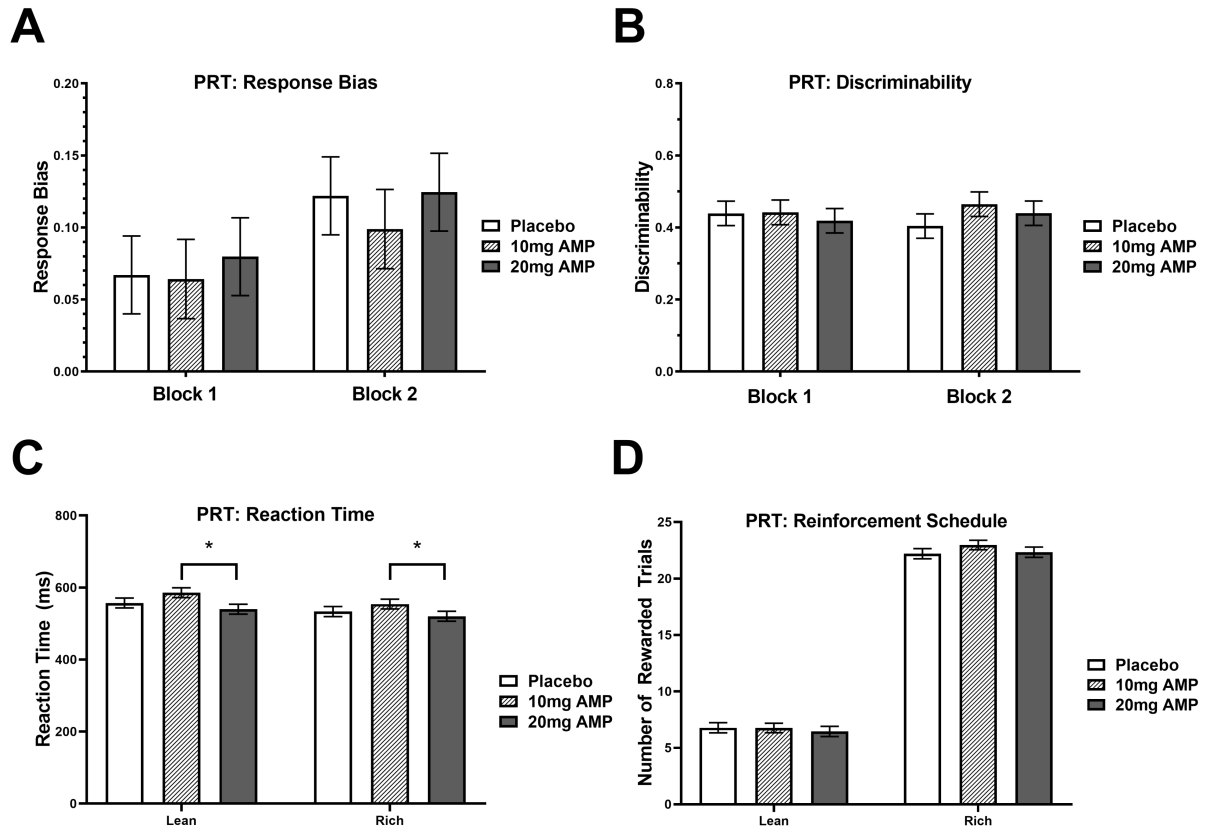 A
PRT: Response Bias
Response Bias
0.20
0.15
0.10
0.05
0.00
Block 1
Block 2
Placebo
10mg AMP
20mg AMP
B
PRT: Discriminability
Discriminability
0.8
0.6
0.4
0.2
0.0
Block 1
Block 2
Placebo
10mg AMP
20mg AMP
C
PRT: Reaction Time
Reaction Time (ms)
800
600
400
200
0
*
*
Lean
Rich
Placebo
10mg AMP
20mg AMP
D
PRT: Reinforcement Schedule
Number of Rewarded Trials
25
20
15
10
5
0
Lean
Rich
Placebo
10mg AMP
20mg AMP